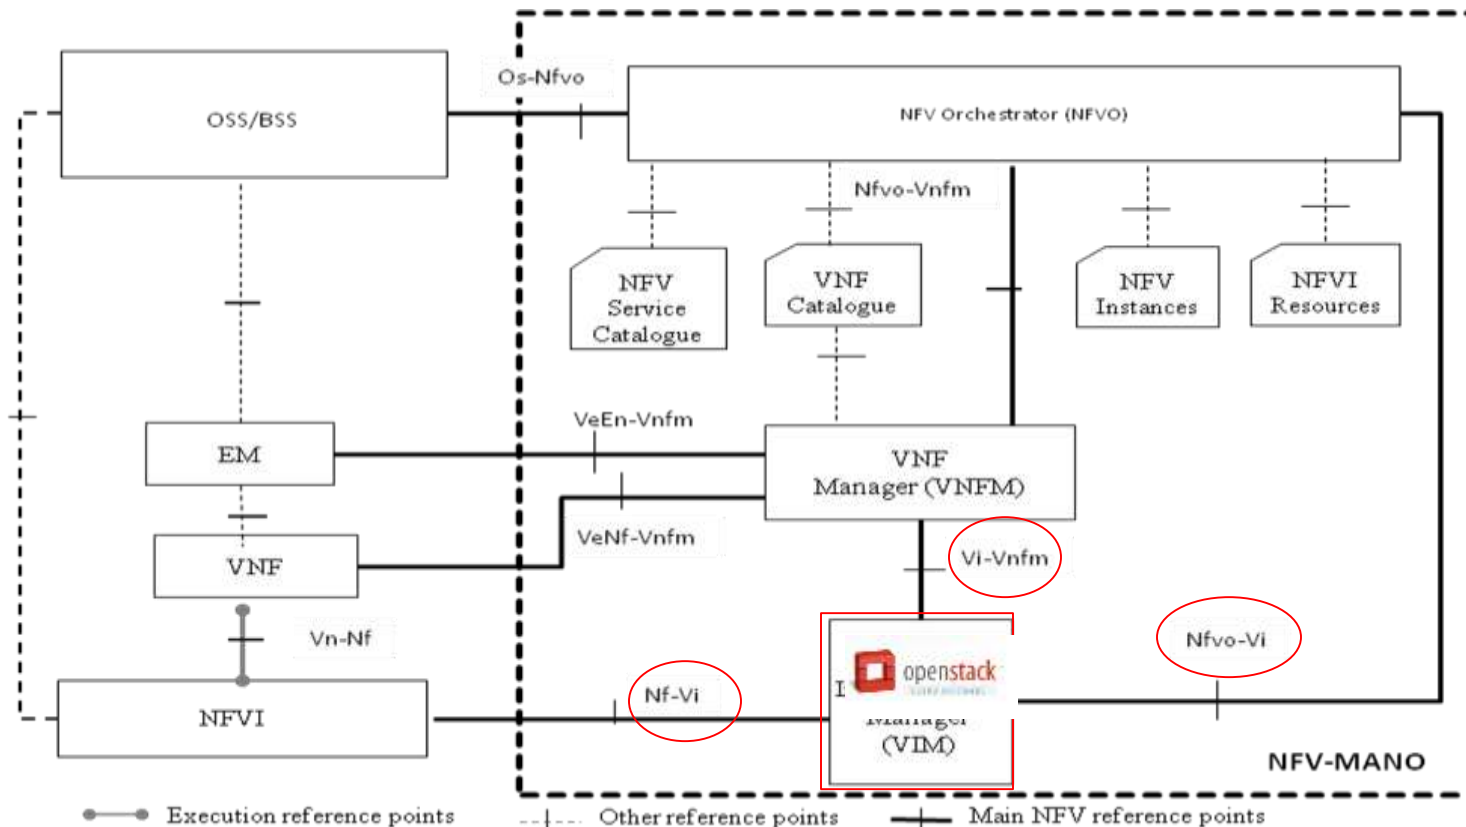 Os-Nfvo
OSS/BSS
NFV Orchestrator (NFVO)
Nfvo-Vnfm
NFV
Service
Catalogue
VNF
Catalogue
NFV
Instances
NFVI
Resources
VeEn-Vnfm
EM
VNF
Manager (VNFM)
VeNf-Vnfm
VNF
Vi-Vnfm
Vn-Nf
Nfvo-Vi
openstack
Nf-Vi
NFVI
Manager
(VIM)
NFV-MANO
Execution reference points
Other reference points
Main NFV reference points